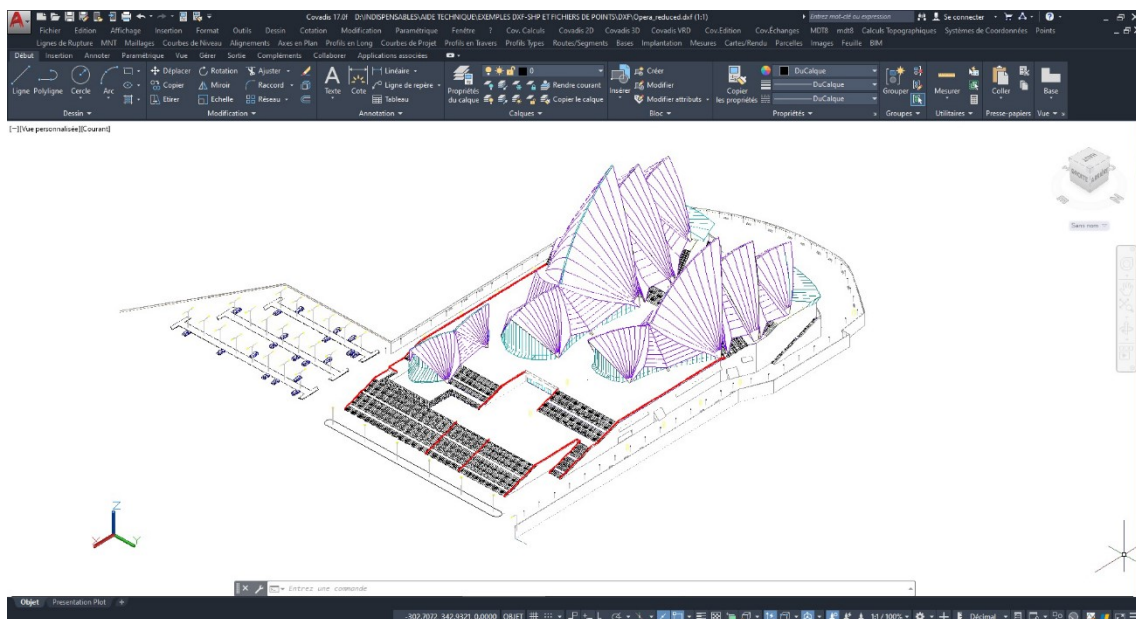 Covadis 17.0f D:\INDISPENSABLES\AIDE TECHNIQUE\EXEMPLES DXF-SHP ET FICHIERS DE POINTS\DXF\Opera_reduced.dxf (1:1) Entrez mot-clé ou expression Se connecter
Fichier Edition Affichage Insertion Format Outils Dessin Cotation Modification Paramétrique Fenêtre ? Cov.Calculs Covadis 2D Covadis 3D Covadis VRD Cov.Edition Cov.Échanges MDT8 mdt8 Calculs Topographiques Systèmes de Coordonnées Points
Lignes de Rupture MNT Maillages Courbes de Niveau Alignements Axes en Plan Profils en Long Courbes de Projet Profils en Travers Profils Types Routes/Segments Bases Implantation Mesures Cartes/Rendu Parcelles Images Feuille BIM
Début Insertion Annoter Paramétrique Vue Gérer Sortie Compléments Collaborer Applications associées
Ligne Polyligne Cercle Arc Déplacer Rotation Ajuster Texte Cote Linéaire Propriétés du calque 0 Insérer Créer Copier les propriétés DuCalque Grouper Mesurer Coller Base
Copier Miroir Raccord Ligne de repère Rendre courant Modifier DuCalque
Etirer Echelle Réseau Tableau Copier le calque Modifier attributs DuCalque
Dessin Modification Annotation Calques Bloc Propriétés Groupes Utilitaires Presse-papiers Vue
[−][Vue personnalisée][Courant]
Sans nom
Z
Entrez une commande
Objet Presentation Plot +
-302.7072, 342.9321, 0.0000 OBJET 1:1 / 100% Décimal